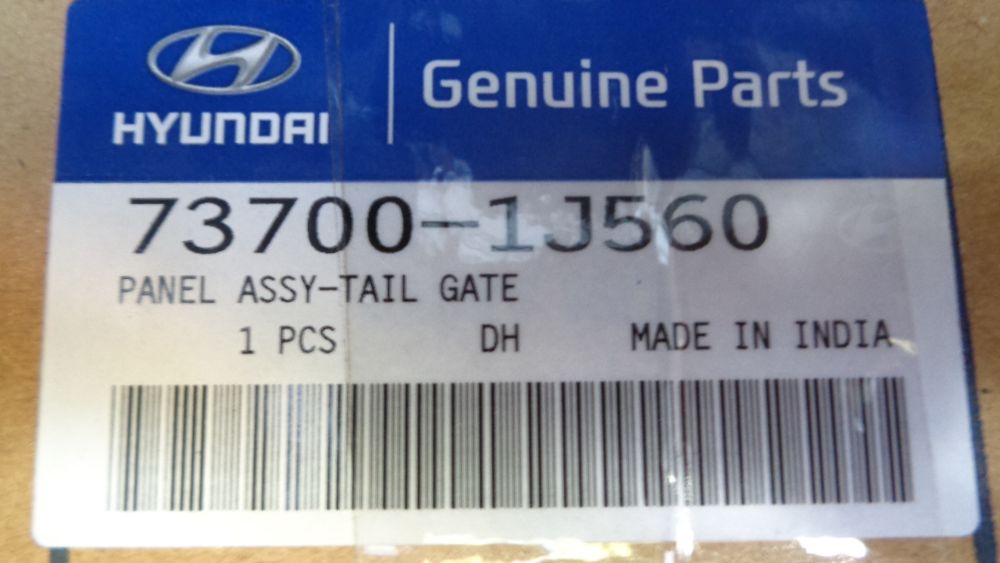 HYUNDAI
Genuine Parts
73700-1J560
PANEL ASSY-TAIL GATE
1 PCS DH MADE IN INDIA